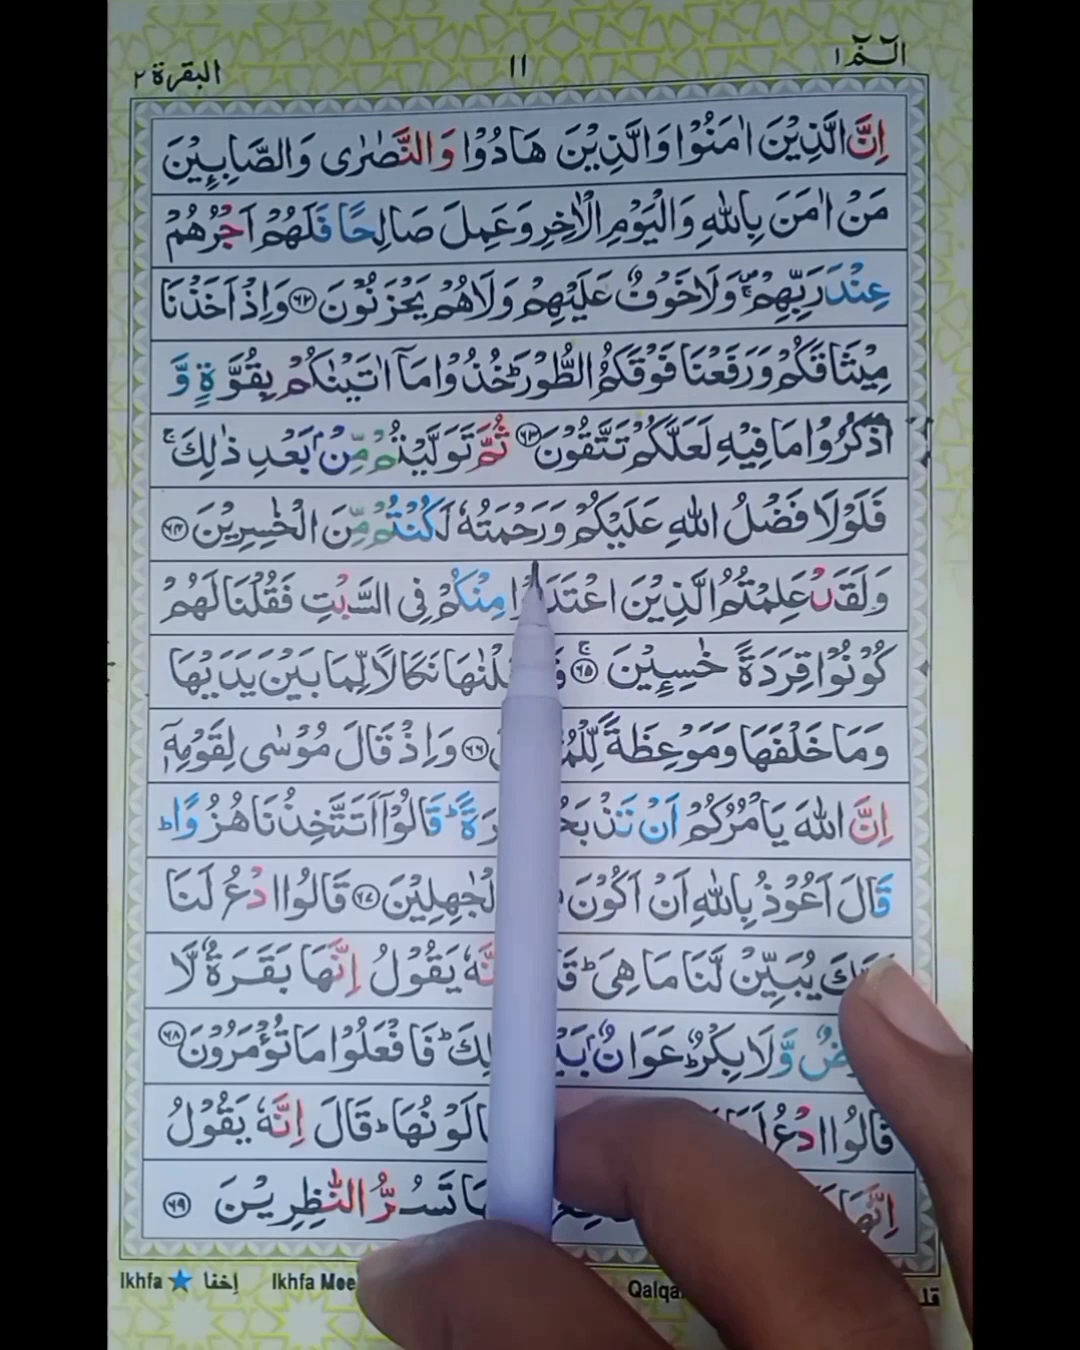 الٓمّٓ ١
١١
البقرة ٢
اِنَّ الَّذِيْنَ اٰمَنُوْا وَالَّذِيْنَ هَادُوْا وَالنَّصٰرٰى وَالصَّابِـِٕيْنَ
مَنْ اٰمَنَ بِاللّٰهِ وَالْيَوْمِ الْاٰخِرِ وَعَمِلَ صَالِحًا فَلَهُمْ اَجْرُهُمْ
عِنْدَ رَبِّهِمْ ۚ وَلَا خَوْفٌ عَلَيْهِمْ وَلَا هُمْ يَحْزَنُوْنَ ۝٦٢ وَاِذْ اَخَذْنَا
مِيْثَاقَكُمْ وَرَفَعْنَا فَوْقَكُمُ الطُّوْرَ ؕ خُذُوْا مَآ اٰتَيْنٰكُمْ بِقُوَّةٍ وَّ
اذْكُرُوْا مَا فِيْهِ لَعَلَّكُمْ تَتَّقُوْنَ ۝٦٣ ثُمَّ تَوَلَّيْتُمْ مِّنْۢ بَعْدِ ذٰلِكَ ۚ
فَلَوْلَا فَضْلُ اللّٰهِ عَلَيْكُمْ وَرَحْمَتُهٗ لَكُنْتُمْ مِّنَ الْخٰسِرِيْنَ ۝٦٤
وَلَقَدْ عَلِمْتُمُ الَّذِيْنَ اعْتَدَوْا مِنْكُمْ فِى السَّبْتِ فَقُلْنَا لَهُمْ
كُوْنُوْا قِرَدَةً خٰسِـِٕيْنَ ۝٦٥ ۚ نَكَالًا لِّمَا بَيْنَ يَدَيْهَا
وَمَا خَلْفَهَا وَمَوْعِظَةً ۝٦٦ وَاِذْ قَالَ مُوْسٰى لِقَوْمِهٖٓ
اِنَّ اللّٰهَ يَاْمُرُكُمْ اَنْ قَالُوْٓا اَتَتَّخِذُنَا هُزُوًا ؕ
قَالَ اَعُوْذُ بِاللّٰهِ اَنْ اَكُوْنَ الْجٰهِلِيْنَ ۝٦٧ قَالُوا ادْعُ لَنَا
يُبَيِّنْ لَّنَا مَا هِىَ ؕ يَقُوْلُ اِنَّهَا بَقَرَةٌ لَّا
وَّلَا بِكْرٌ ؕ عَوَانٌۢ فَافْعَلُوْا مَا تُؤْمَرُوْنَ ۝٦٨
قَالُوا ادْعُ لَوْنُهَا ؕ قَالَ اِنَّهٗ يَقُوْلُ
اِنَّهَا تَسُرُّ النّٰظِرِيْنَ ۝٦٩
Ikhfa ★ إخفا Ikhfa Mee